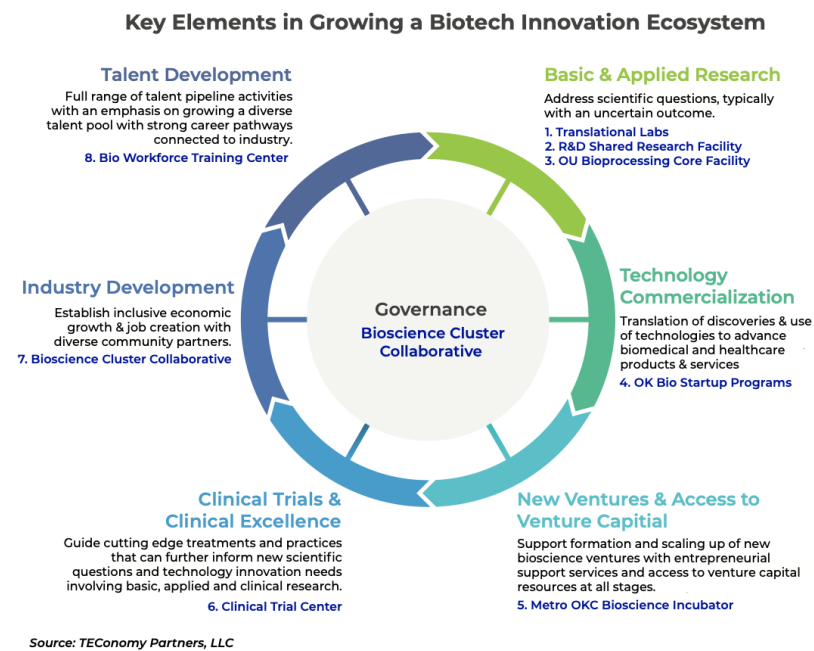 Key Elements in Growing a Biotech Innovation Ecosystem
Talent Development
Full range of talent pipeline activities
with an emphasis on growing a diverse
talent pool with strong career pathways
connected to industry.
8. Bio Workforce Training Center
Basic & Applied Research
Address scientific questions, typically
with an uncertain outcome.
1. Translational Labs
2. R&D Shared Research Facility
3. OU Bioprocessing Core Facility
Industry Development
Establish inclusive economic
growth & job creation with
diverse community partners.
7. Bioscience Cluster Collaborative
Governance
Bioscience Cluster
Collaborative
Technology
Commercialization
Translation of discoveries & use
of technologies to advance
biomedical and healthcare
products & services
4. OK Bio Startup Programs
Clinical Trials &
Clinical Excellence
Guide cutting edge treatments and practices
that can further inform new scientific
questions and technology innovation needs
involving basic, applied and clinical research.
6. Clinical Trial Center
New Ventures & Access to
Venture Capitial
Support formation and scaling up of new
bioscience ventures with entrepreneurial
support services and access to venture capital
resources at all stages.
5. Metro OKC Bioscience Incubator
Source: TEConomy Partners, LLC